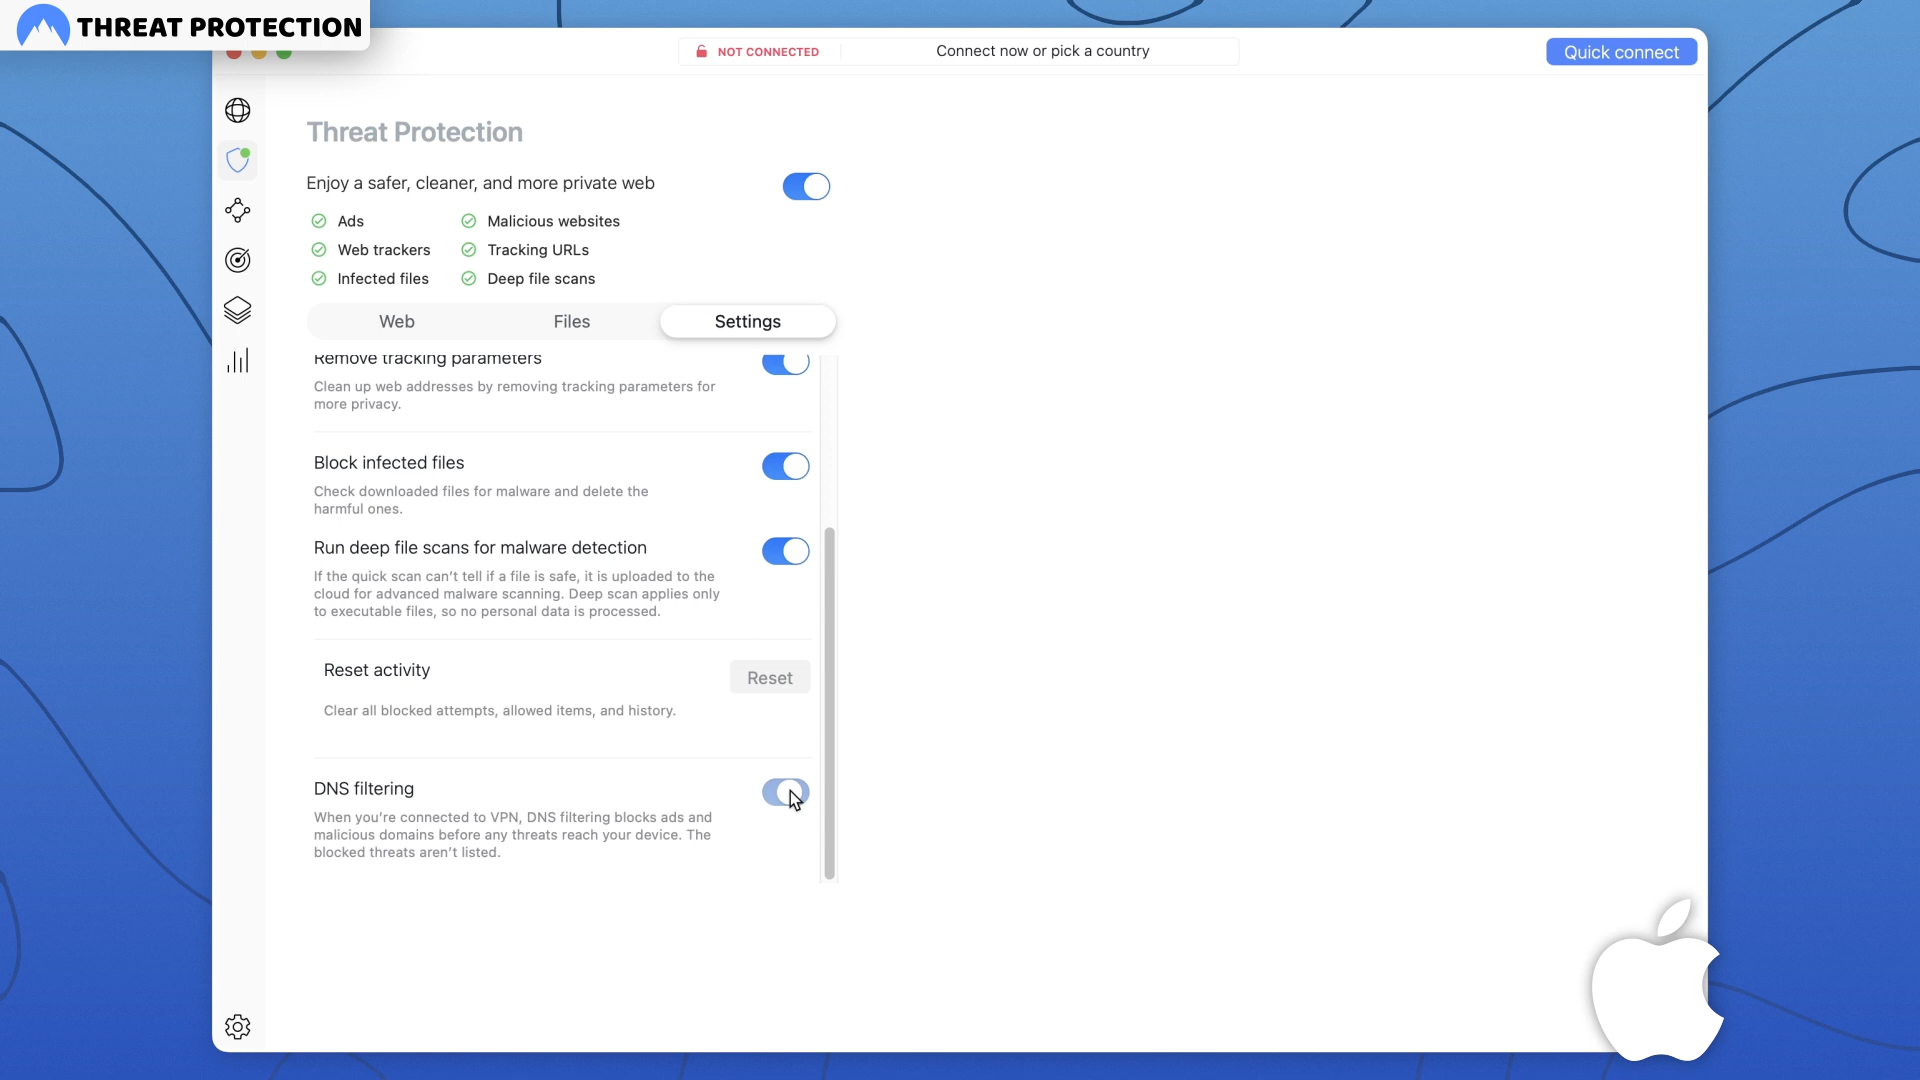 THREAT PROTECTION
NOT CONNECTED
Connect now or pick a country
Quick connect
Threat Protection
Enjoy a safer, cleaner, and more private web
Ads
Malicious websites
Web trackers
Tracking URLs
Infected files
Deep file scans
Web
Files
Settings
Remove tracking parameters
Clean up web addresses by removing tracking parameters for
more privacy.
Block infected files
Check downloaded files for malware and delete the
harmful ones.
Run deep file scans for malware detection
If the quick scan can't tell if a file is safe, it is uploaded to the
cloud for advanced malware scanning. Deep scan applies only
to executable files, so no personal data is processed.
Reset activity
Reset
Clear all blocked attempts, allowed items, and history.
DNS filtering
When you're connected to VPN, DNS filtering blocks ads and
malicious domains before any threats reach your device. The
blocked threats aren't listed.